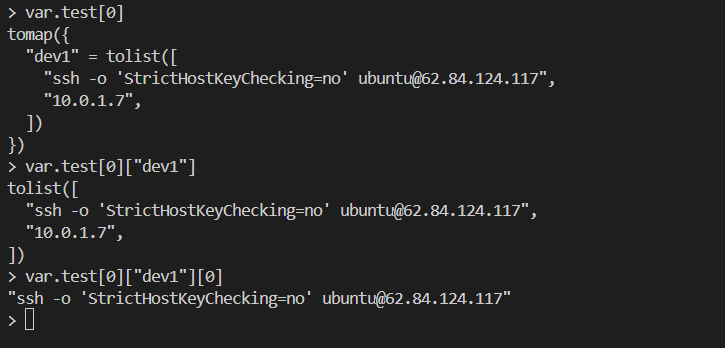 > var.test[0]
tomap({
  "dev1" = tolist([
    "ssh -o 'StrictHostKeyChecking=no' ubuntu@62.84.124.117",
    "10.0.1.7",
  ])
})
> var.test[0]["dev1"]
tolist([
  "ssh -o 'StrictHostKeyChecking=no' ubuntu@62.84.124.117",
  "10.0.1.7",
])
> var.test[0]["dev1"][0]
"ssh -o 'StrictHostKeyChecking=no' ubuntu@62.84.124.117"
>